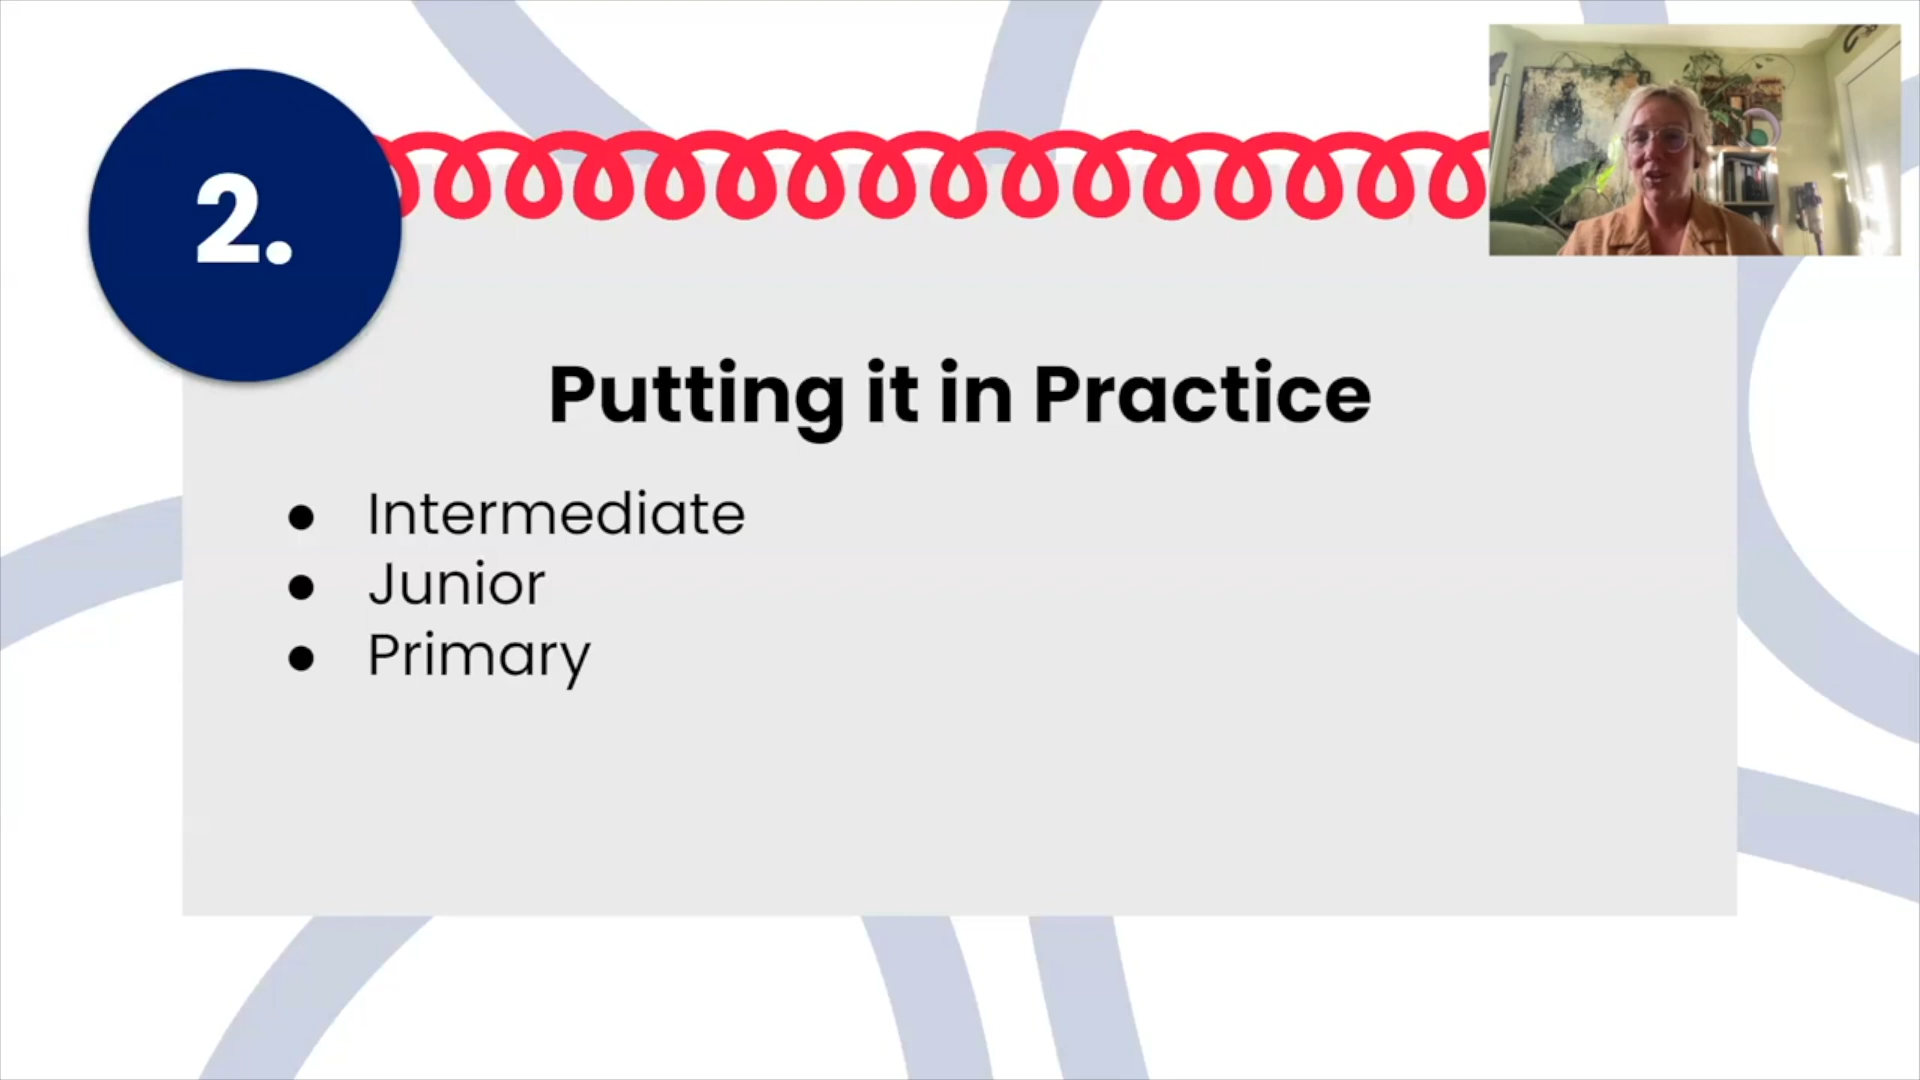 2.
Putting it in Practice
● Intermediate
● Junior
● Primary